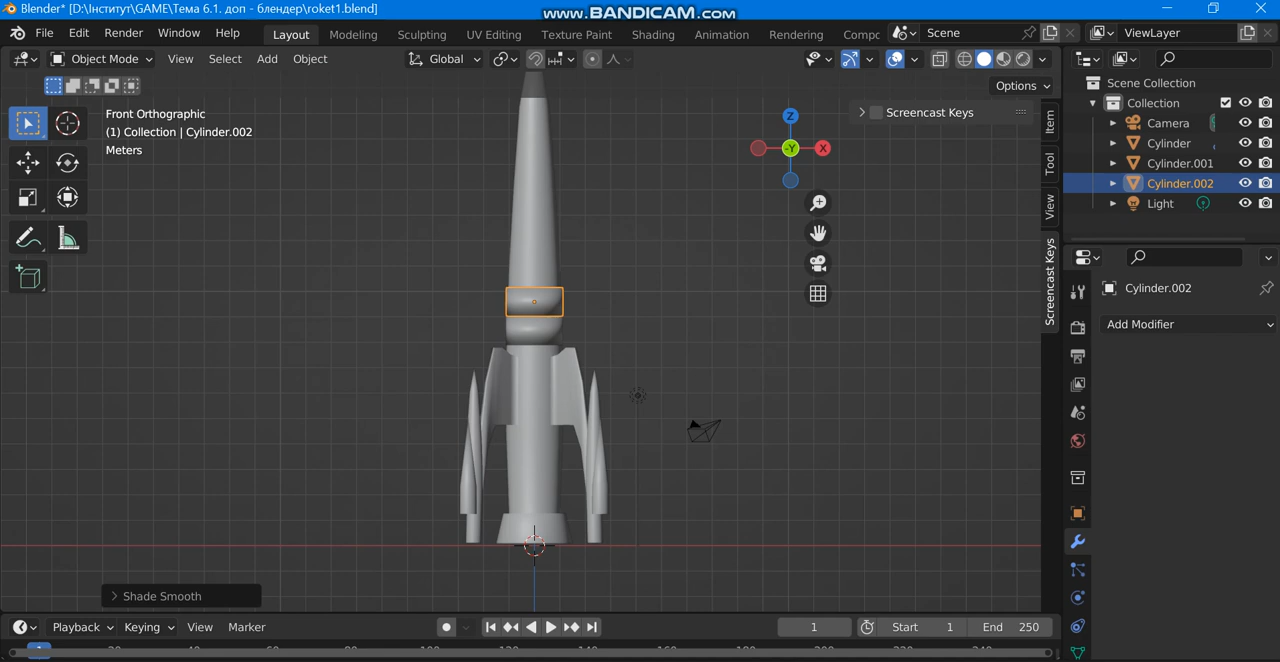 Blender* [D:\Інститут\GAME\Тема 6.1. доп - блендер\roket1.blend]
www.BANDICAM.com
File Edit Render Window Help
Layout Modeling Sculpting UV Editing Texture Paint Shading Animation Rendering Compc
Scene
ViewLayer
Object Mode View Select Add Object
Global
Options
Front Orthographic
(1) Collection | Cylinder.002
Meters
Screencast Keys
Z
-Y
X
Item
Tool
View
Screencast Keys
Scene Collection
Collection
Camera
Cylinder
Cylinder.001
Cylinder.002
Light
Cylinder.002
Add Modifier
Shade Smooth
Playback Keying View Marker
1
Start 1
End 250
1